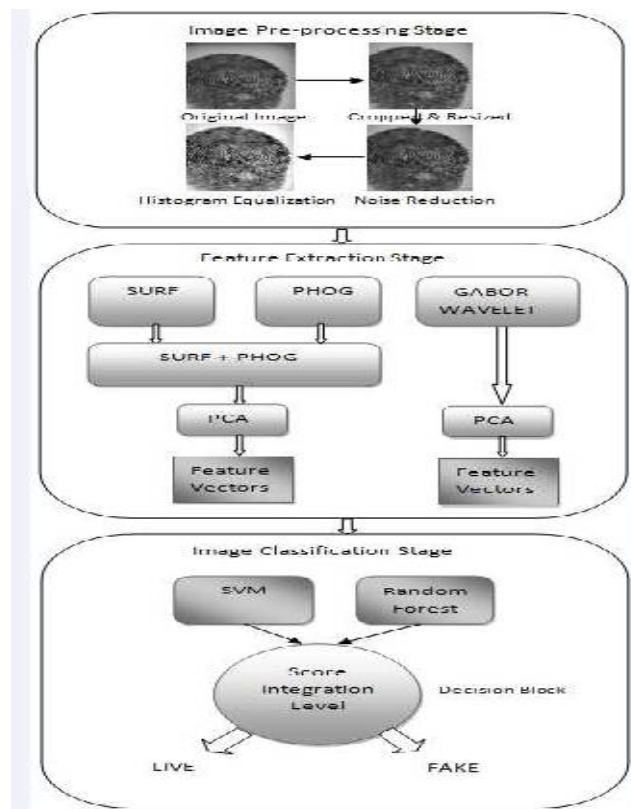 Image Pre-processing Stage
Original Image
Cropped & Resized
Histogram Equalization
Noise Reduction
Feature Extraction Stage
SURF
PHOG
GABOR
WAVELET
SURF + PHOG
PCA
PCA
Feature
Vectors
Feature
Vectors
Image Classification Stage
SVM
Random
Forest
Score
Integration
Level
Decision Block
LIVE
FAKE